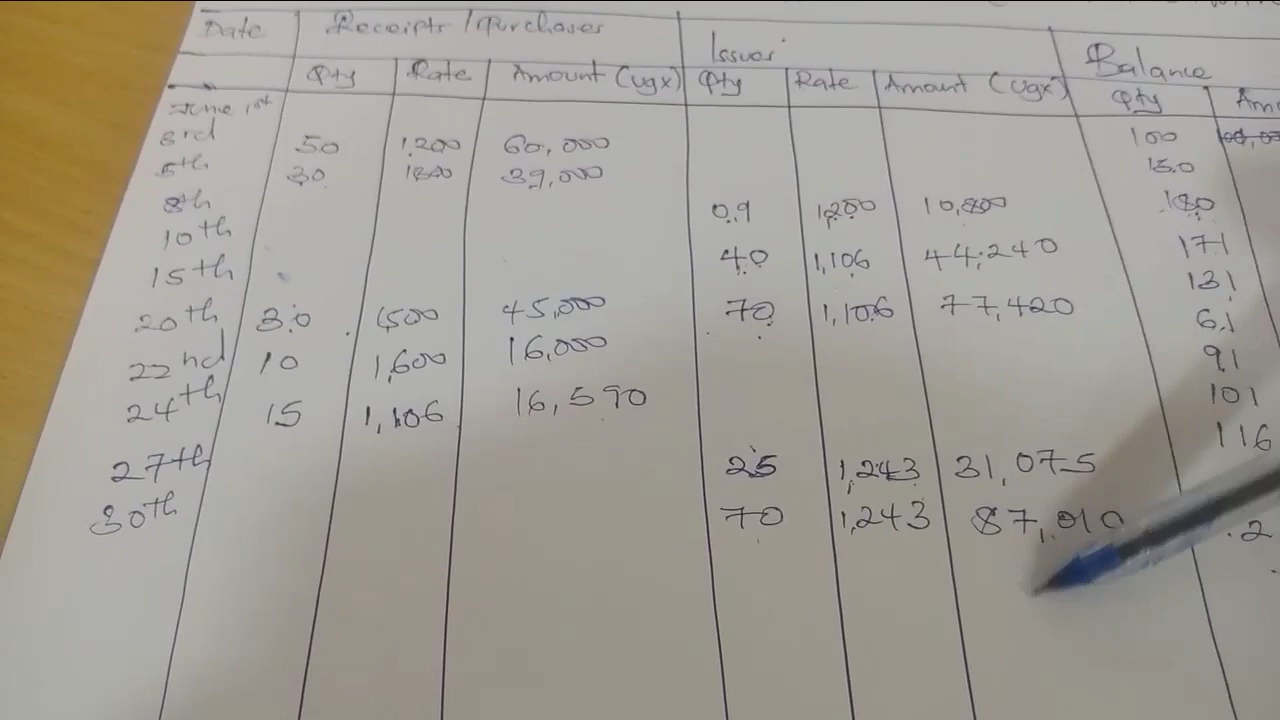 Date Receipts / Purchases Issues Balance
Qty Rate Amount (ugx) Qty Rate Amount (ugx) Qty
June 1st 100
3rd 50 1,200 60,000 150
5th 30 1300 39,000 180
8th 0.9 1,200 10,800 171
10th 40 1,106 44,240 131
15th 70 1,106 77,420 61
20th 30 1,500 45,000 91
22nd 10 1,600 16,000 101
24th 15 1,106 16,590 116
27th 25 1,243 31,075
30th 70 1,243 87,010